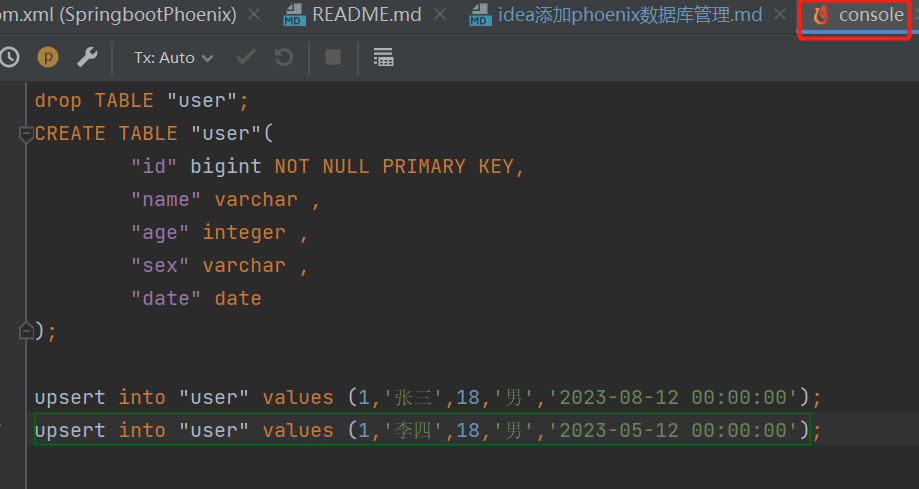 om.xml (SpringbootPhoenix) README.md idea添加phoenix数据库管理.md console
p Tx: Auto
drop TABLE "user";
CREATE TABLE "user"(
"id" bigint NOT NULL PRIMARY KEY,
"name" varchar ,
"age" integer ,
"sex" varchar ,
"date" date
);
upsert into "user" values (1,'张三',18,'男','2023-08-12 00:00:00');
upsert into "user" values (1,'李四',18,'男','2023-05-12 00:00:00');